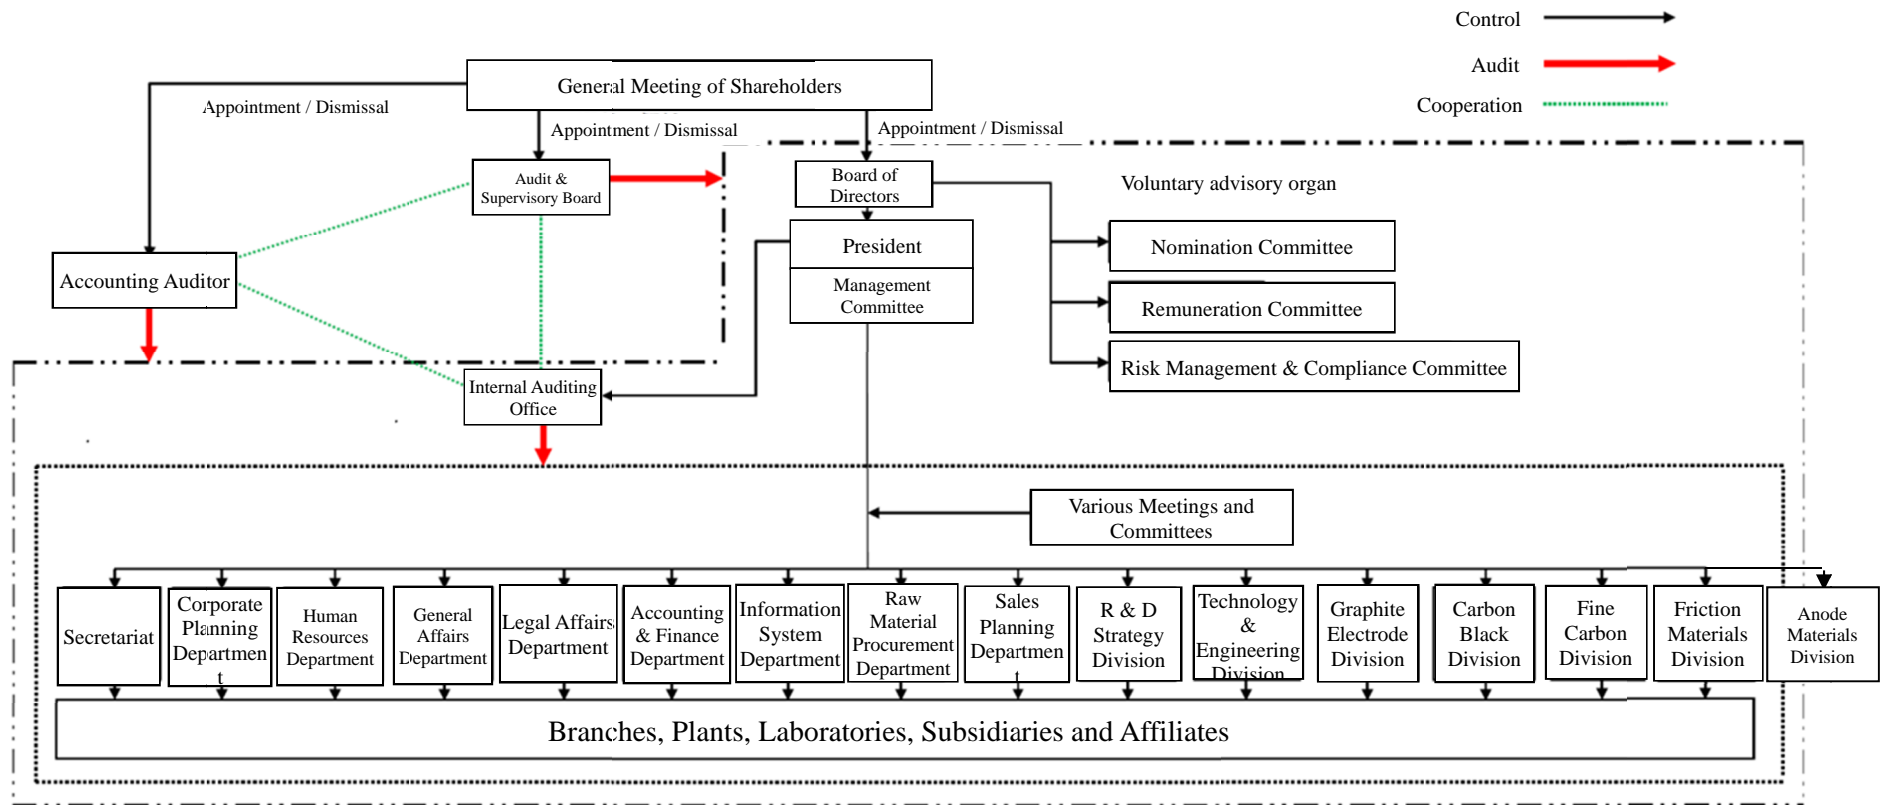 Control
Audit
Cooperation
General Meeting of Shareholders
Appointment / Dismissal
Appointment / Dismissal
Appointment / Dismissal
Audit &
Supervisory Board
Board of
Directors
Voluntary advisory organ
President
Management
Committee
Nomination Committee
Accounting Auditor
Remuneration Committee
Risk Management & Compliance Committee
Internal Auditing
Office
Various Meetings and
Committees
Secretariat
Corporate
Planning
Departmen
t
Human
Resources
Department
General
Affairs
Department
Legal Affairs
Department
Accounting
& Finance
Department
Information
System
Department
Raw
Material
Procurement
Department
Sales
Planning
Departmen
t
R & D
Strategy
Division
Technology
&
Engineering
Division
Graphite
Electrode
Division
Carbon
Black
Division
Fine
Carbon
Division
Friction
Materials
Division
Anode
Materials
Division
Branches, Plants, Laboratories, Subsidiaries and Affiliates